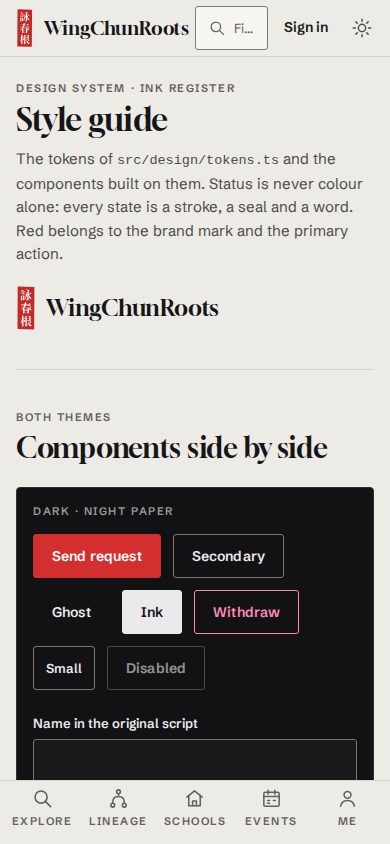 詠春根 WingChunRoots Fi... Sign in
DESIGN SYSTEM · INK REGISTER
Style guide
The tokens of src/design/tokens.ts and the
components built on them. Status is never colour
alone: every state is a stroke, a seal and a word.
Red belongs to the brand mark and the primary
action.
詠春根 WingChunRoots
BOTH THEMES
Components side by side
DARK · NIGHT PAPER
Send request Secondary
Ghost Ink Withdraw
Small Disabled
Name in the original script
EXPLORE LINEAGE SCHOOLS EVENTS ME